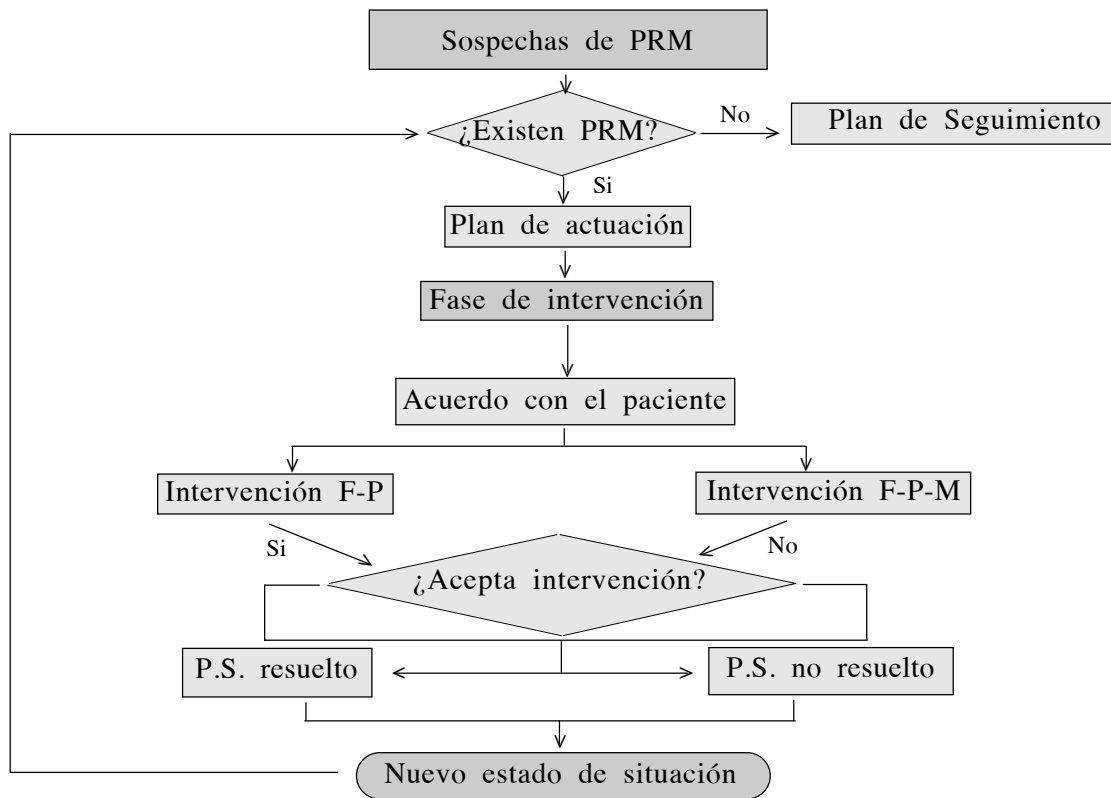 Sospechas de PRM
¿Existen PRM?
No
Plan de Seguimiento
Si
Plan de actuación
Fase de intervención
Acuerdo con el paciente
Intervención F-P
Intervención F-P-M
Si
No
¿Acepta intervención?
P.S. resuelto
P.S. no resuelto
Nuevo estado de situación